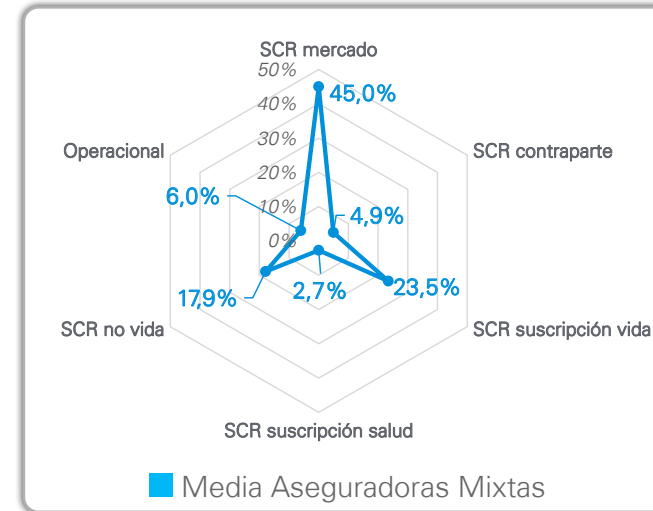 SCR mercado
50%
45,0%
40%
Operacional
30%
SCR contraparte
20%
6,0%
10%
4,9%
0%
17,9%
2,7%
23,5%
SCR no vida
SCR suscripción vida
SCR suscripción salud
Media Aseguradoras Mixtas